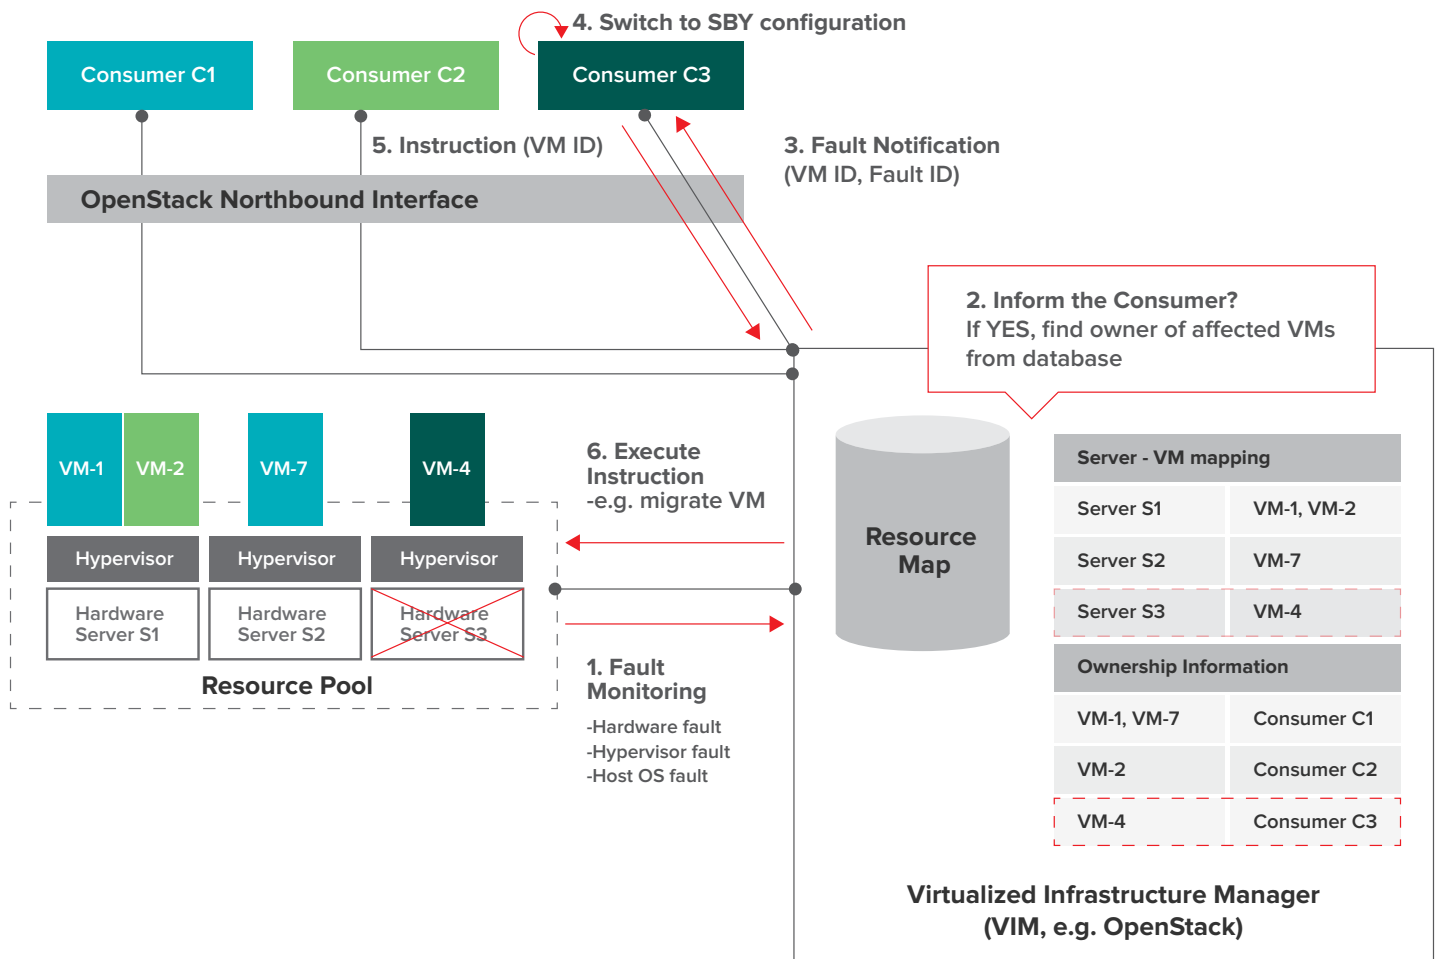 4. Switch to SBY configuration
Consumer C1
Consumer C2
Consumer C3
5. Instruction (VM ID)
3. Fault Notification
(VM ID, Fault ID)
OpenStack Northbound Interface
2. Inform the Consumer?
If YES, find owner of affected VMs
from database
VM-1
VM-2
VM-7
VM-4
6. Execute
Instruction
-e.g. migrate VM
Hypervisor
Hypervisor
Hypervisor
Hardware
Server S1
Hardware
Server S2
Hardware
Server S3
Resource Pool
1. Fault
Monitoring
-Hardware fault
-Hypervisor fault
-Host OS fault
Resource
Map
Server - VM mapping
Server S1 VM-1, VM-2
Server S2 VM-7
Server S3 VM-4
Ownership Information
VM-1, VM-7 Consumer C1
VM-2 Consumer C2
VM-4 Consumer C3
Virtualized Infrastructure Manager
(VIM, e.g. OpenStack)